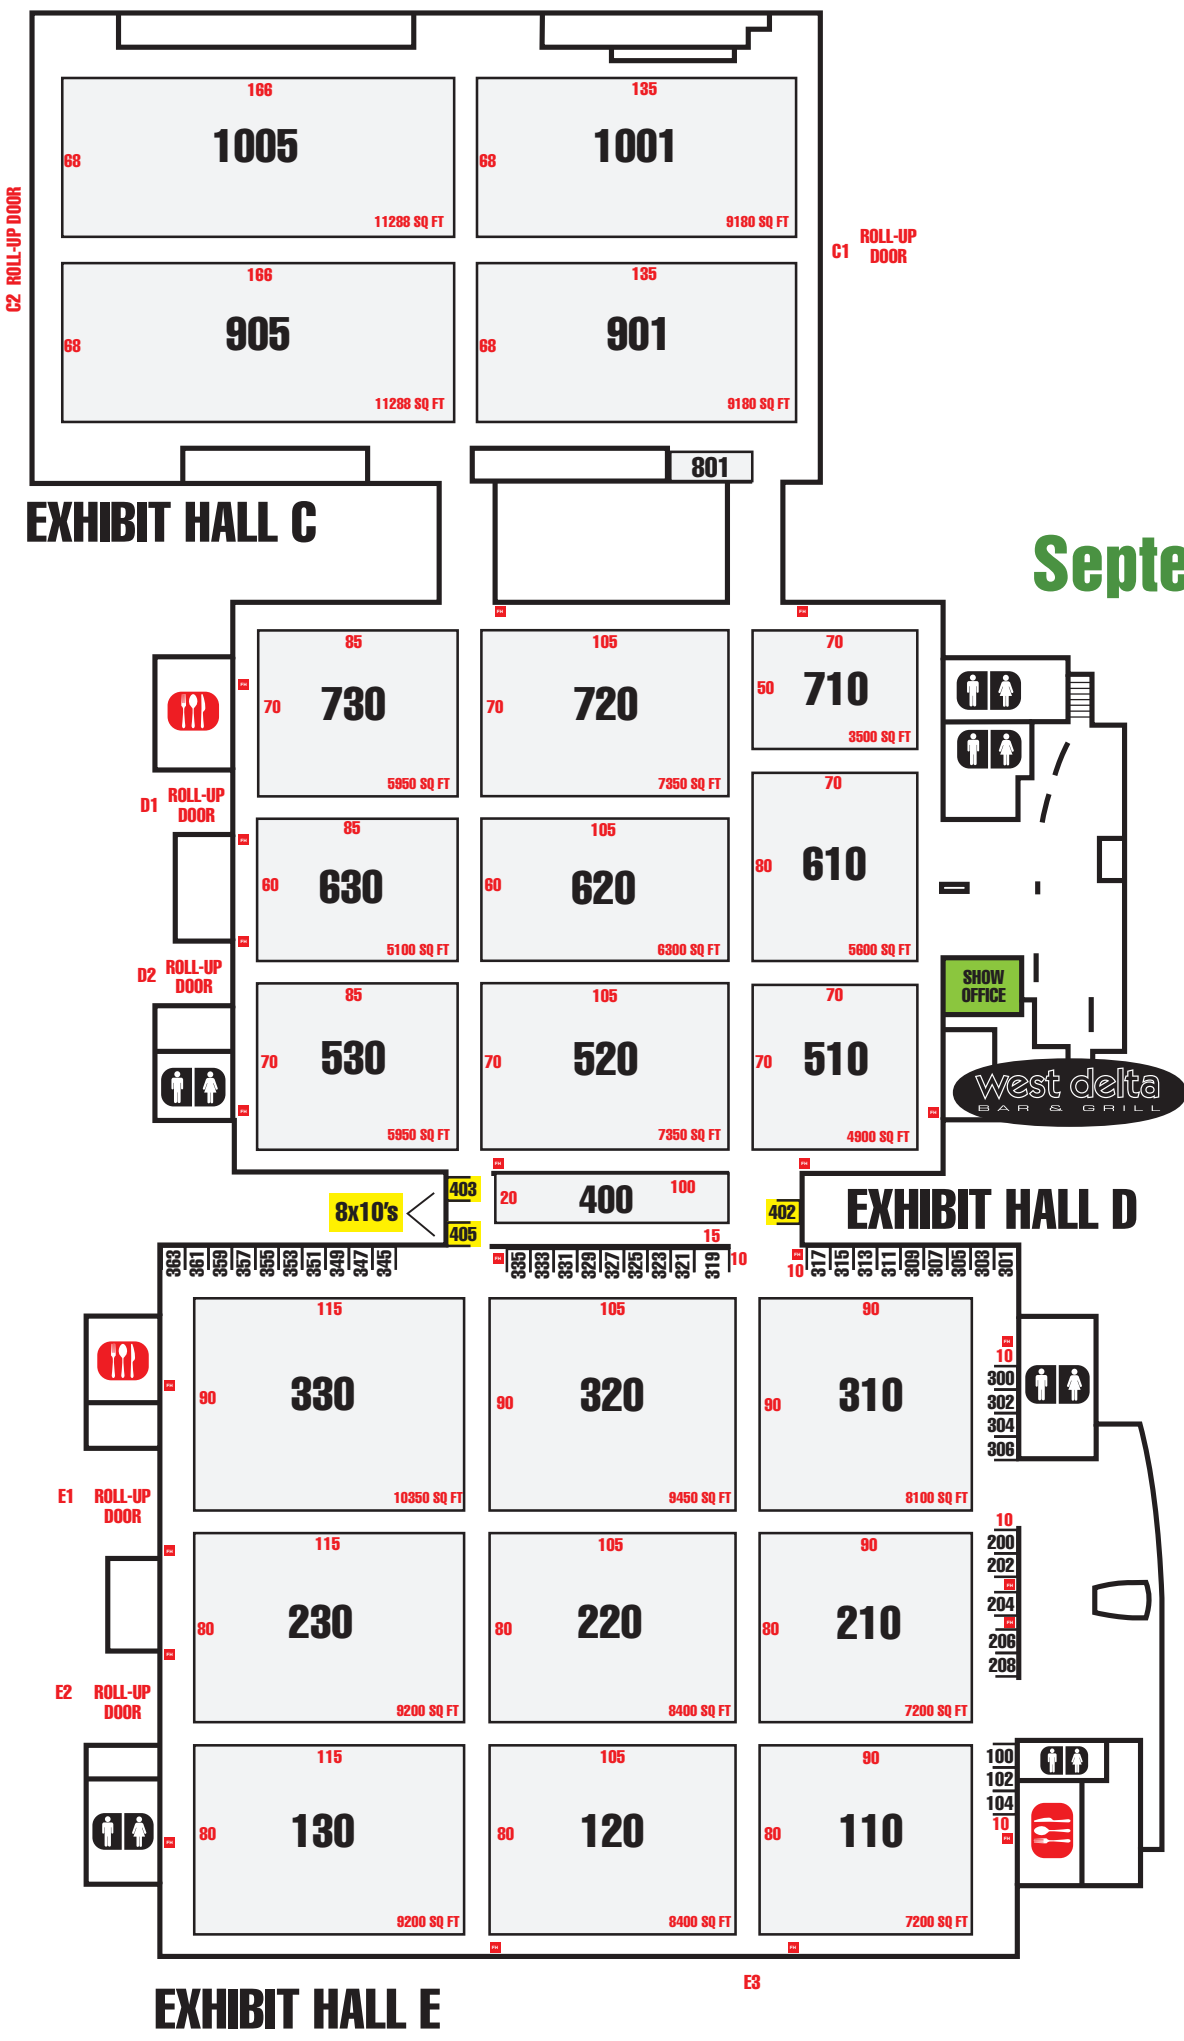 166
1005
68
11288 SQ FT
135
1001
68
9180 SQ FT
C2 ROLL-UP DOOR
C1 ROLL-UP
DOOR
166
905
68
11288 SQ FT
135
901
68
9180 SQ FT
801
EXHIBIT HALL C
Septe
85
730
70
5950 SQ FT
105
720
70
7350 SQ FT
70
710
50
3500 SQ FT
D1 ROLL-UP
DOOR
85
630
60
5100 SQ FT
105
620
60
6300 SQ FT
70
610
80
5600 SQ FT
D2 ROLL-UP
DOOR
SHOW
OFFICE
85
530
70
5950 SQ FT
105
520
70
7350 SQ FT
70
510
70
4900 SQ FT
west delta
BAR & GRILL
403
8x10's
405
20
400
100
402
EXHIBIT HALL D
15
10
10
363
361
359
357
355
353
351
349
347
345
335
333
331
329
327
325
323
321
319
317
315
313
311
309
307
305
303
301
115
330
90
10350 SQ FT
105
320
90
9450 SQ FT
90
310
90
8100 SQ FT
10
300
302
304
306
E1 ROLL-UP
DOOR
115
230
80
9200 SQ FT
105
220
80
8400 SQ FT
90
210
80
7200 SQ FT
10
200
202
204
206
208
E2 ROLL-UP
DOOR
115
130
80
9200 SQ FT
105
120
80
8400 SQ FT
90
110
80
7200 SQ FT
100
102
104
10
E3
EXHIBIT HALL E